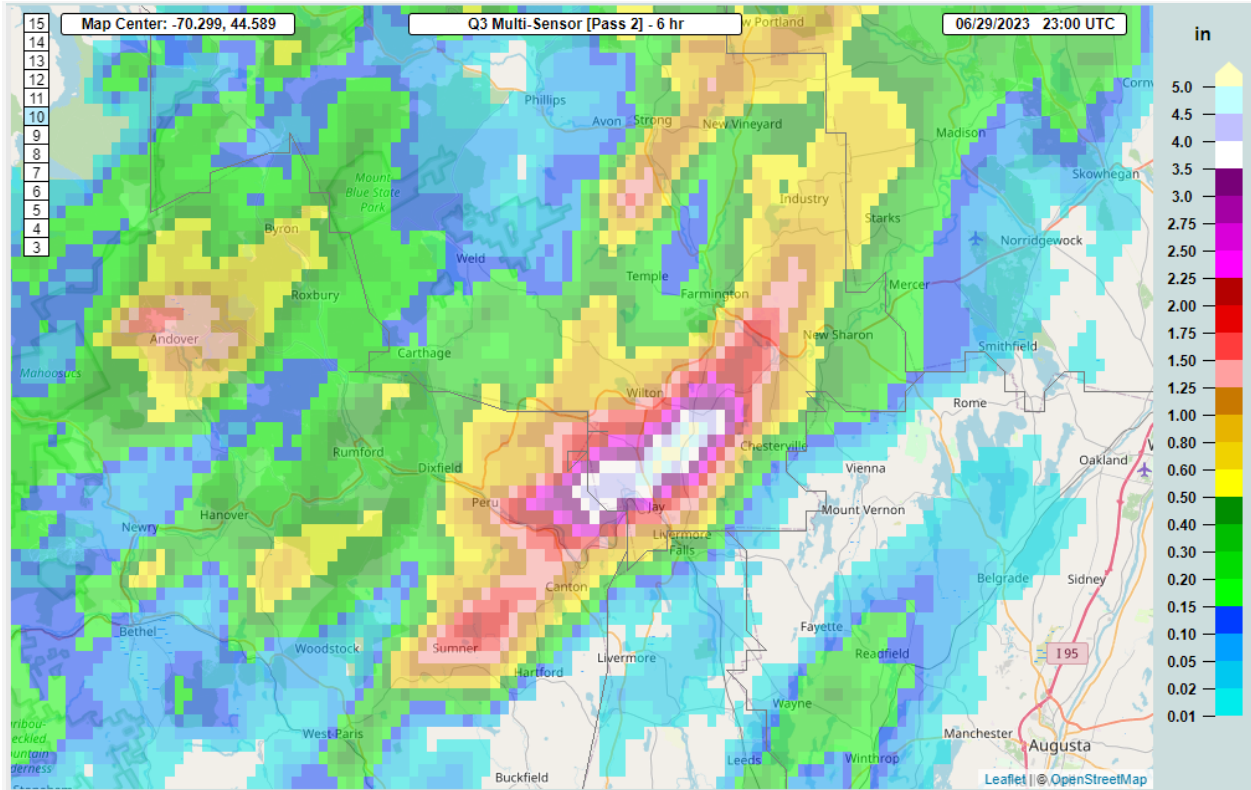 Map Center: -70.299, 44.589
Q3 Multi-Sensor [Pass 2] - 6 hr
06/29/2023 23:00 UTC
in
15
14
13
12
11
10
9
8
7
6
5
4
3
5.0
4.5
4.0
3.5
3.0
2.75
2.50
2.25
2.00
1.75
1.50
1.25
1.00
0.80
0.60
0.50
0.40
0.30
0.20
0.15
0.10
0.05
0.02
0.01
Portland
Phillips
Avon
Strong
New Vineyard
Madison
Skowhegan
Mount
Blue State
Park
Industry
Starks
Norridgewock
Byron
Weld
Temple
Mercer
Roxbury
Farmington
Andover
Carthage
New Sharon
Smithfield
Mahoosucs
Wilton
Rome
Rumford
Dixfield
Chesterville
Vienna
Oakland
Peru
Jay
Mount Vernon
Hanover
Newry
Livermore
Falls
Canton
Belgrade
Sidney
Bethel
Woodstock
Sumner
Hartford
Livermore
Fayette
Readfield
I 95
West Paris
Wayne
Manchester
Augusta
Buckfield
Leeds
Winthrop
Leaflet | © OpenStreetMap